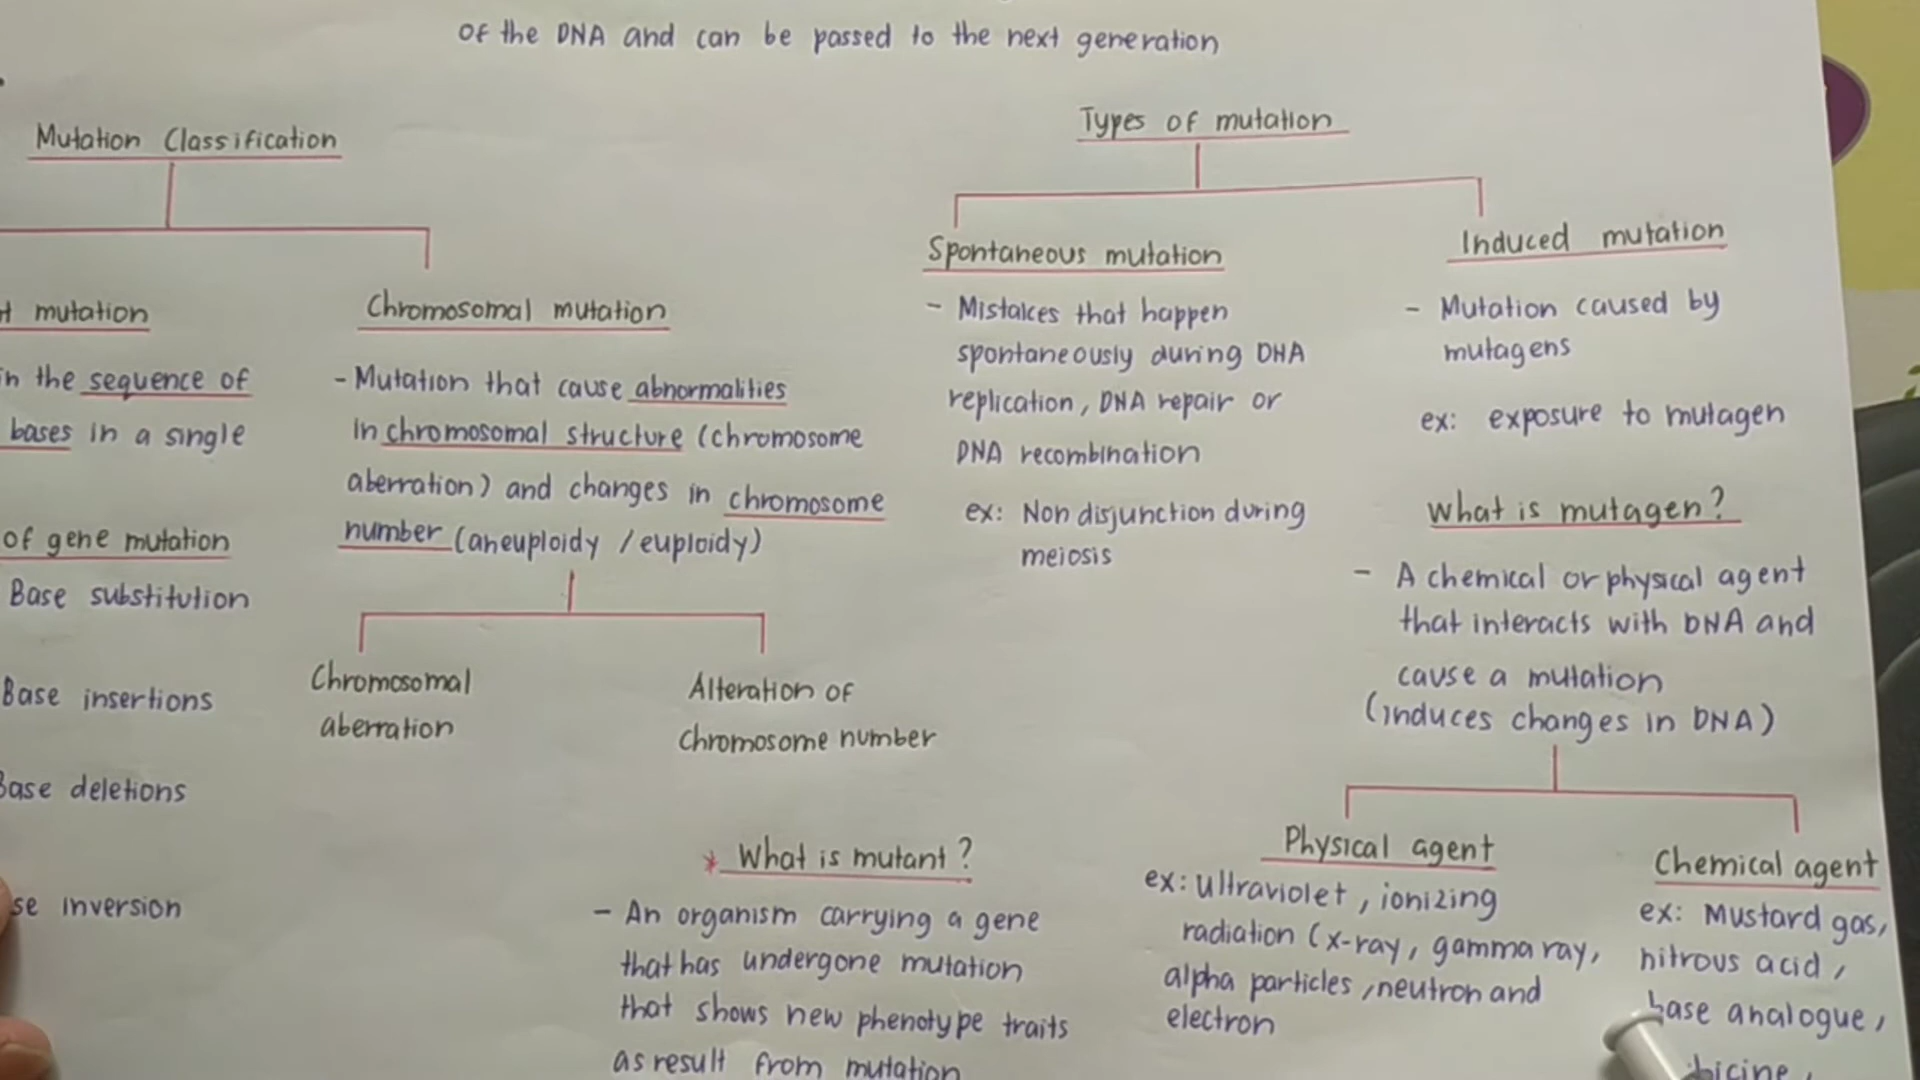 of the DNA and can be passed to the next generation
Mutation Classification
mutation
in the sequence of
bases in a single
of gene mutation
Base substitution
Base insertions
Base deletions
inversion
Chromosomal mutation
- Mutation that cause abnormalities
in chromosomal structure (chromosome
aberration) and changes in chromosome
number (aneuploidy / euploidy)
Chromosomal
aberration
Alteration of
chromosome number
* What is mutant?
- An organism carrying a gene
that has undergone mutation
that shows new phenotype traits
as result from mutation
Types of mutation
Spontaneous mutation
- Mistakes that happen
spontaneously during DNA
replication, DNA repair or
DNA recombination
ex: Non disjunction during
meiosis
Induced mutation
- Mutation caused by
mutagens
ex: exposure to mutagen
What is mutagen?
- A chemical or physical agent
that interacts with DNA and
cause a mutation
(induces changes in DNA)
Physical agent
ex: ultraviolet, ionizing
radiation (x-ray, gamma ray,
alpha particles, neutron and
electron
Chemical agent
ex: Mustard gas,
nitrous acid,
base analogue,